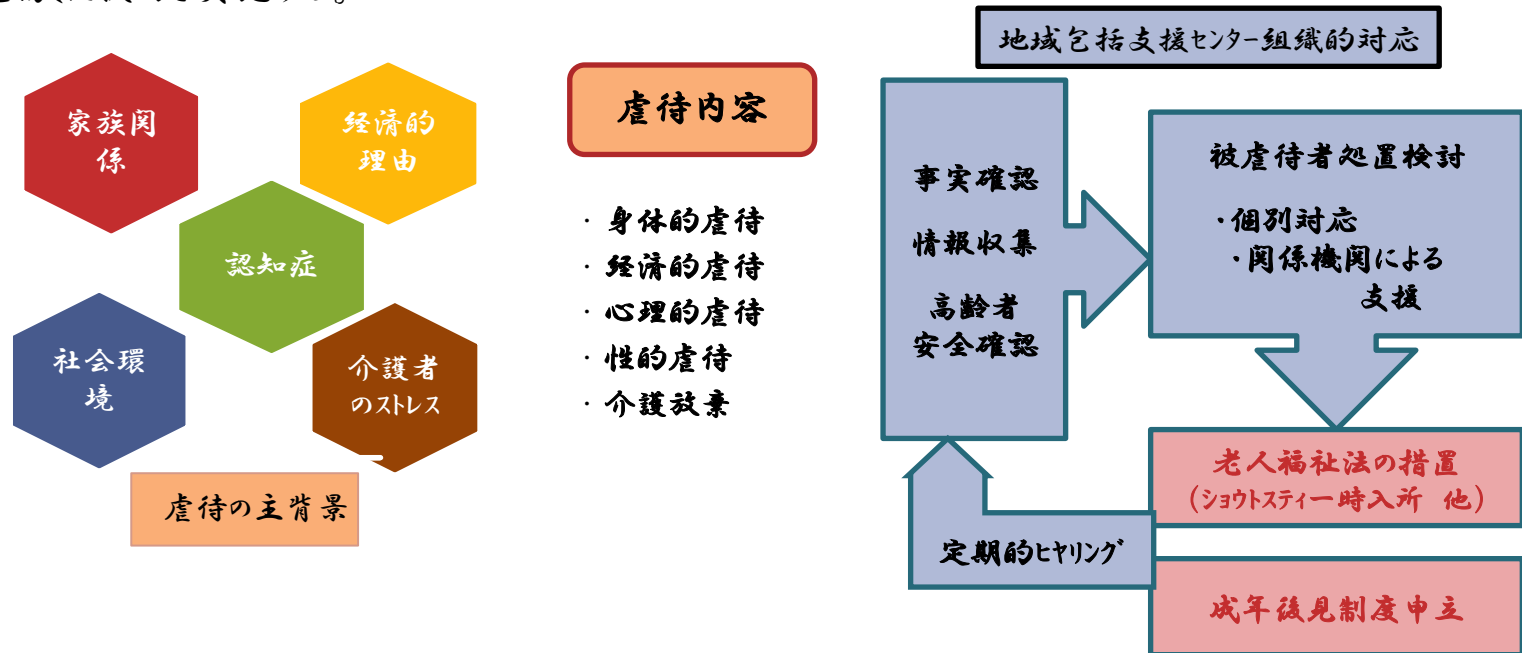 地域包括支援センター組織的対応
家族関
係
経済的
理由
認知症
社会環
境
介護者
のストレス
虐待の主背景
虐待内容
・身体的虐待
・経済的虐待
・心理的虐待
・性的虐待
・介護放棄
事実確認
情報収集
高齢者
安全確認
被虐待者処置検討
・個別対応
・関係機関による
支援
老人福祉法の措置
(ショウトスティ一時入所 他)
定期的ヒヤリング
成年後見制度申立